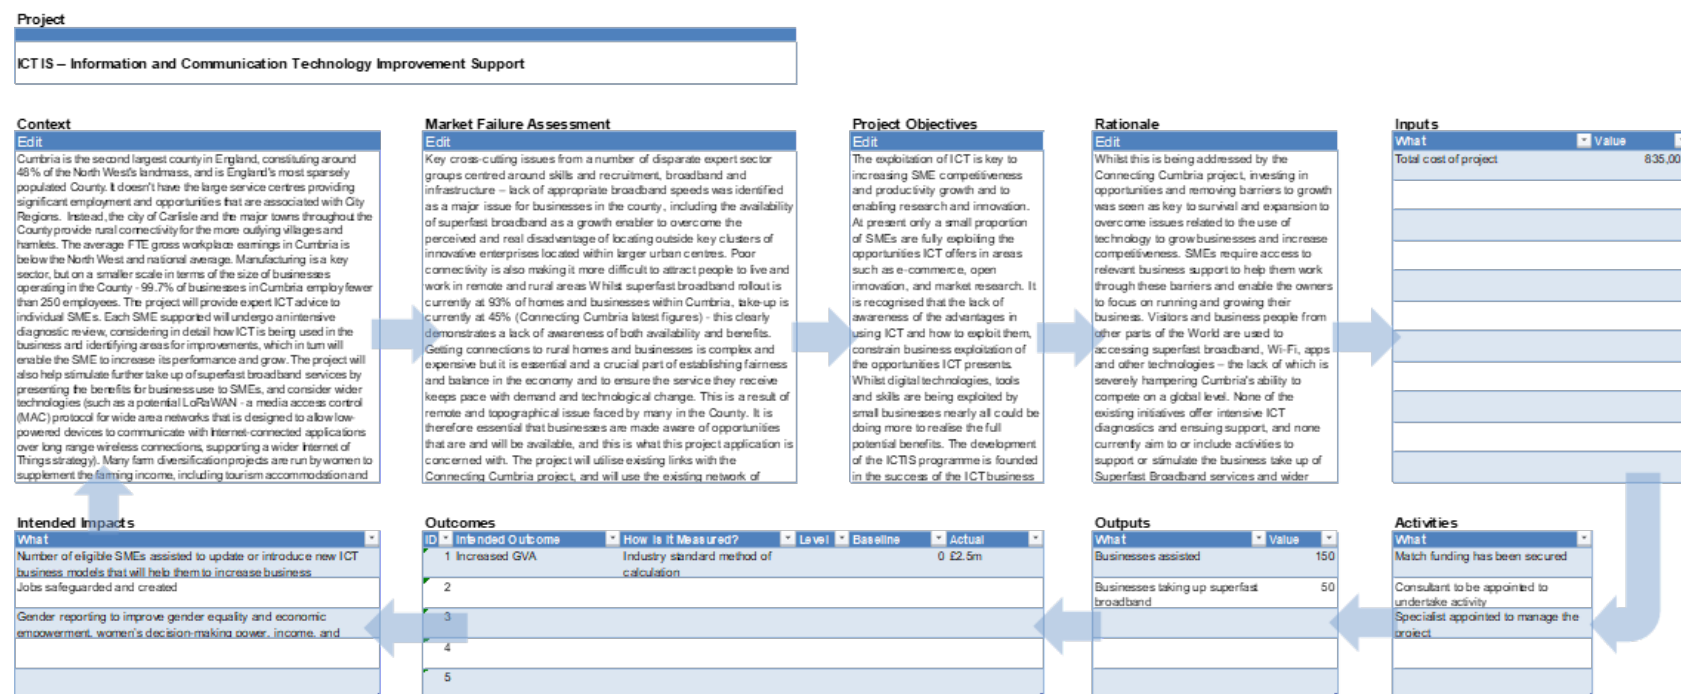 Project
ICTIS – Information and Communication Technology Improvement Support
Context
Edit
Cumbria is the second largest county in England, constituting around
48% of the North West's landmass, and is England's most sparsely
populated County. It doesn't have the large service centres providing
significant employment and opportunities that are associated with City
Regions. Instead, the city of Carlisle and the major towns throughout the
County provide rural connectivity for the more outlying villages and
hamlets. The average FTE gross workplace earnings in Cumbria is
below the North West and national average. Manufacturing is a key
sector, but on a smaller scale in terms of the size of businesses
operating in the County - 99.7% of businesses in Cumbria employ fewer
than 250 employees. The project will provide expert ICT advice to
individual SMEs. Each SME supported will undergo an intensive
diagnostic review, considering in detail how ICT is being used in the
business and identifying areas for improvements, which in turn will
enable the SME to increase its performance and grow. The project will
also help stimulate further take up of superfast broadband services by
presenting the benefits for business use to SMEs, and consider wider
technologies (such as a potential LoRaWAN - a media access control
(MAC) protocol for wide area networks that is designed to allow low-
powered devices to communicate with Internet-connected applications
over long range wireless connections, supporting a wider Internet of
Things strategy). Many farm diversification projects are run by women to
supplement the farming income, including tourism accommodation and
Market Failure Assessment
Edit
Key cross-cutting issues from a number of disparate expert sector
groups centred around skills and recruitment, broadband and
infrastructure – lack of appropriate broadband speeds was identified
as a major issue for businesses in the county, including the availability
of superfast broadband as a growth enabler to overcome the
perceived and real disadvantage of locating outside key clusters of
innovative enterprises located within larger urban centres. Poor
connectivity is also making it more difficult to attract people to live and
work in remote and rural areas Whilst superfast broadband rollout is
currently at 93% of homes and businesses within Cumbria, take-up is
currently at 45% (Connecting Cumbria latest figures) - this clearly
demonstrates a lack of awareness of both availability and benefits.
Getting connections to rural homes and businesses is complex and
expensive but it is essential and a crucial part of establishing fairness
and balance in the economy and to ensure the service they receive
keeps pace with demand and technological change. This is a result of
remote and topographical issue faced by many in the County. It is
therefore essential that businesses are made aware of opportunities
that are and will be available, and this is what this project application is
concerned with. The project will utilise existing links with the
Connecting Cumbria project, and will use the existing network of
Project Objectives
Edit
The exploitation of ICT is key to
increasing SME competitiveness
and productivity growth and to
enabling research and innovation.
At present only a small proportion
of SMEs are fully exploiting the
opportunities ICT offers in areas
such as e-commerce, open
innovation, and market research. It
is recognised that the lack of
awareness of the advantages in
using ICT and how to exploit them,
constrain business exploitation of
the opportunities ICT presents.
Whilst digital technologies, tools
and skills are being exploited by
small businesses nearly all could be
doing more to realise the full
potential benefits. The development
of the ICTIS programme is founded
in the success of the ICT business
Rationale
Edit
Whilst this is being addressed by the
Connecting Cumbria project, investing in
opportunities and removing barriers to growth
was seen as key to survival and expansion to
overcome issues related to the use of
technology to grow businesses and increase
competitiveness. SMEs require access to
relevant business support to help them work
through these barriers and enable the owners
to focus on running and growing their
business. Visitors and business people from
other parts of the World are used to
accessing superfast broadband, Wi-Fi, apps
and other technologies – the lack of which is
severely hampering Cumbria's ability to
compete on a global level. None of the
existing initiatives offer intensive ICT
diagnostics and ensuing support, and none
currently aim to or include activities to
support or stimulate the business take up of
Superfast Broadband services and wider
Inputs
What Value
Total cost of project 835,00
Intended Impacts
What
Number of eligible SMEs assisted to update or introduce new ICT
business models that will help them to increase business
Jobs safeguarded and created
Gender reporting to improve gender equality and economic
empowerment, women's decision-making power, income, and
Outcomes
ID Intended Outcome How Is It Measured? Level Baseline Actual
1 Increased GVA Industry standard method of 0 £2.5m
calculation
2
3
4
5
Outputs
What Value
Businesses assisted 150
Businesses taking up superfast 50
broadband
Activities
What
Match funding has been secured
Consultant to be appointed to
undertake activity
Specialist appointed to manage the
project